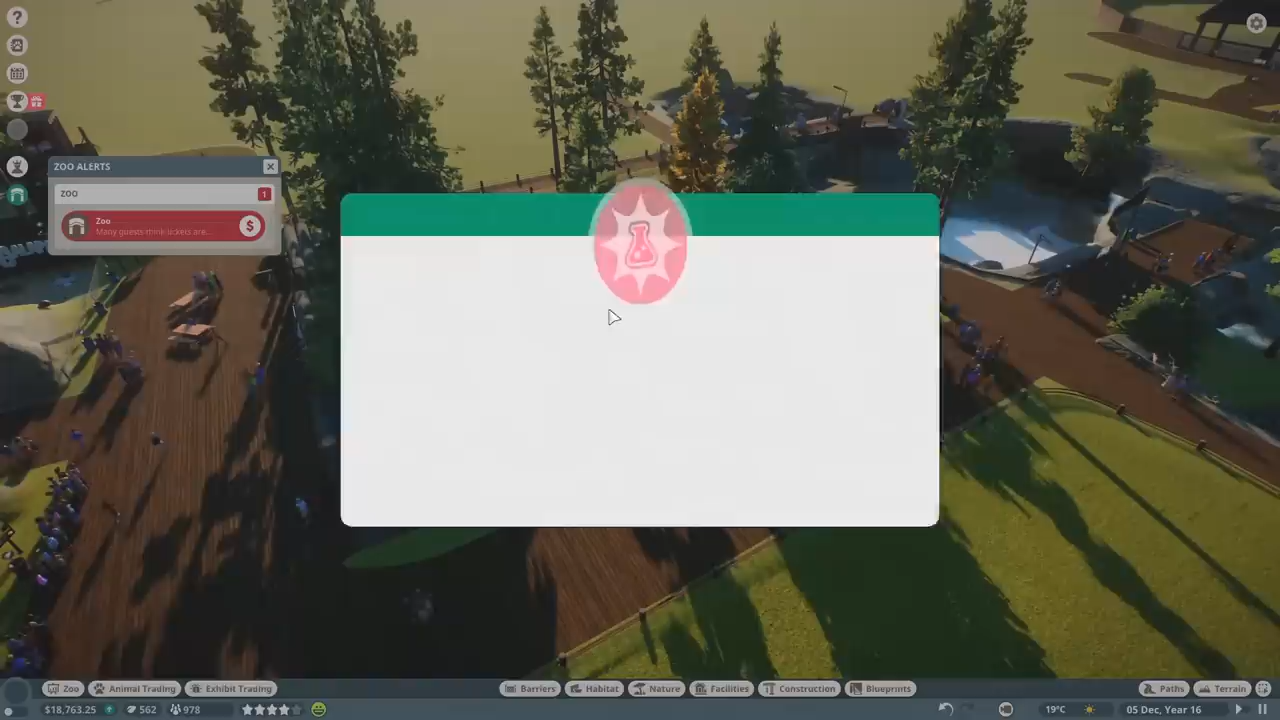 ?
ZOO ALERTS
ZOO
1
Zoo
$
Many guests think tickets are...
Zoo
Animal Trading
Exhibit Trading
Barriers
Habitat
Nature
Facilities
Construction
Blueprints
Paths
Terrain
$18,763.25
562
978
19°C
05 Dec, Year 16